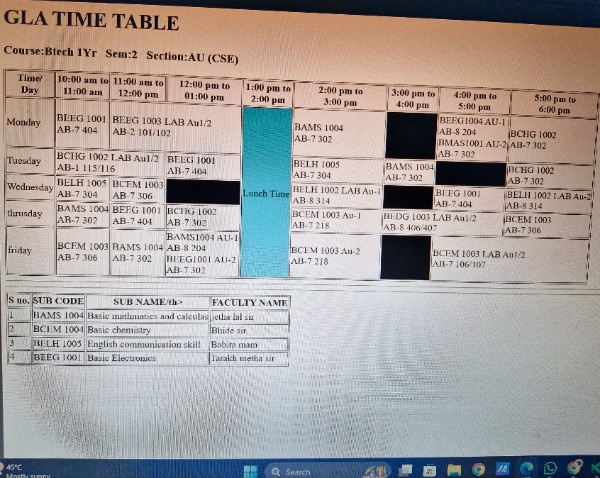 GLA TIME TABLE
Course:Btech 1Yr Sem:2 Section:AU (CSE)
Time/ Day 10:00 am to 11:00 am 11:00 am to 12:00 pm 12:00 pm to 01:00 pm 1:00 pm to 2:00 pm 2:00 pm to 3:00 pm 3:00 pm to 4:00 pm 4:00 pm to 5:00 pm 5:00 pm to 6:00 pm
Monday BEEG 1001 AB-7 404 BEEG 1003 LAB Au1/2 AB-2 101/102 Lunch Time BAMS 1004 AB-7 302 BEEG1004 AU-1 AB-8 204 BMAS1001 AU-2 AB-7 302 BCHG 1002 AB-7 302
Tuesday BCHG 1002 LAB Au1/2 AB-1 115/116 BEEG 1001 AB-7 404 BELH 1005 AB-7 304 BAMS 1004 AB-7 302 BCHG 1002 AB-7 302
Wednesday BELH 1005 AB-7 304 BCEM 1003 AB-7 306 BELH 1002 LAB Au-1 AB-8 314 BEEG 1001 AB-7 404 BELH 1002 LAB Au-2 AB-8 314
thrusday BAMS 1004 AB-7 302 BEEG 1001 AB-7 404 BCHG 1002 AB-7 302 BCEM 1003 Au-1 AB-7 218 BEDG 1003 LAB Au1/2 AB-8 406/407 BCEM 1003 AB-7 306
friday BCEM 1003 AB-7 306 BAMS 1004 AB-7 302 BAMS1004 AU-1 AB-8 204 BEEG1001 AU-2 AB-7 302 BCEM 1003 Au-2 AB-7 218 BCEM 1003 LAB Au1/2 AB-7 106/107
S no. SUB CODE SUB NAME/th> FACULTY NAME
1 BAMS 1004 Basic mathmatics and calculas jetha lal sir
2 BCEM 1004 Basic chemistry Bhide sir
3 BELH 1005 English communication skill Babita mam
4 BEEG 1001 Basic Electronics Tarakh metha sir
45°C
Mostly sunny
Search